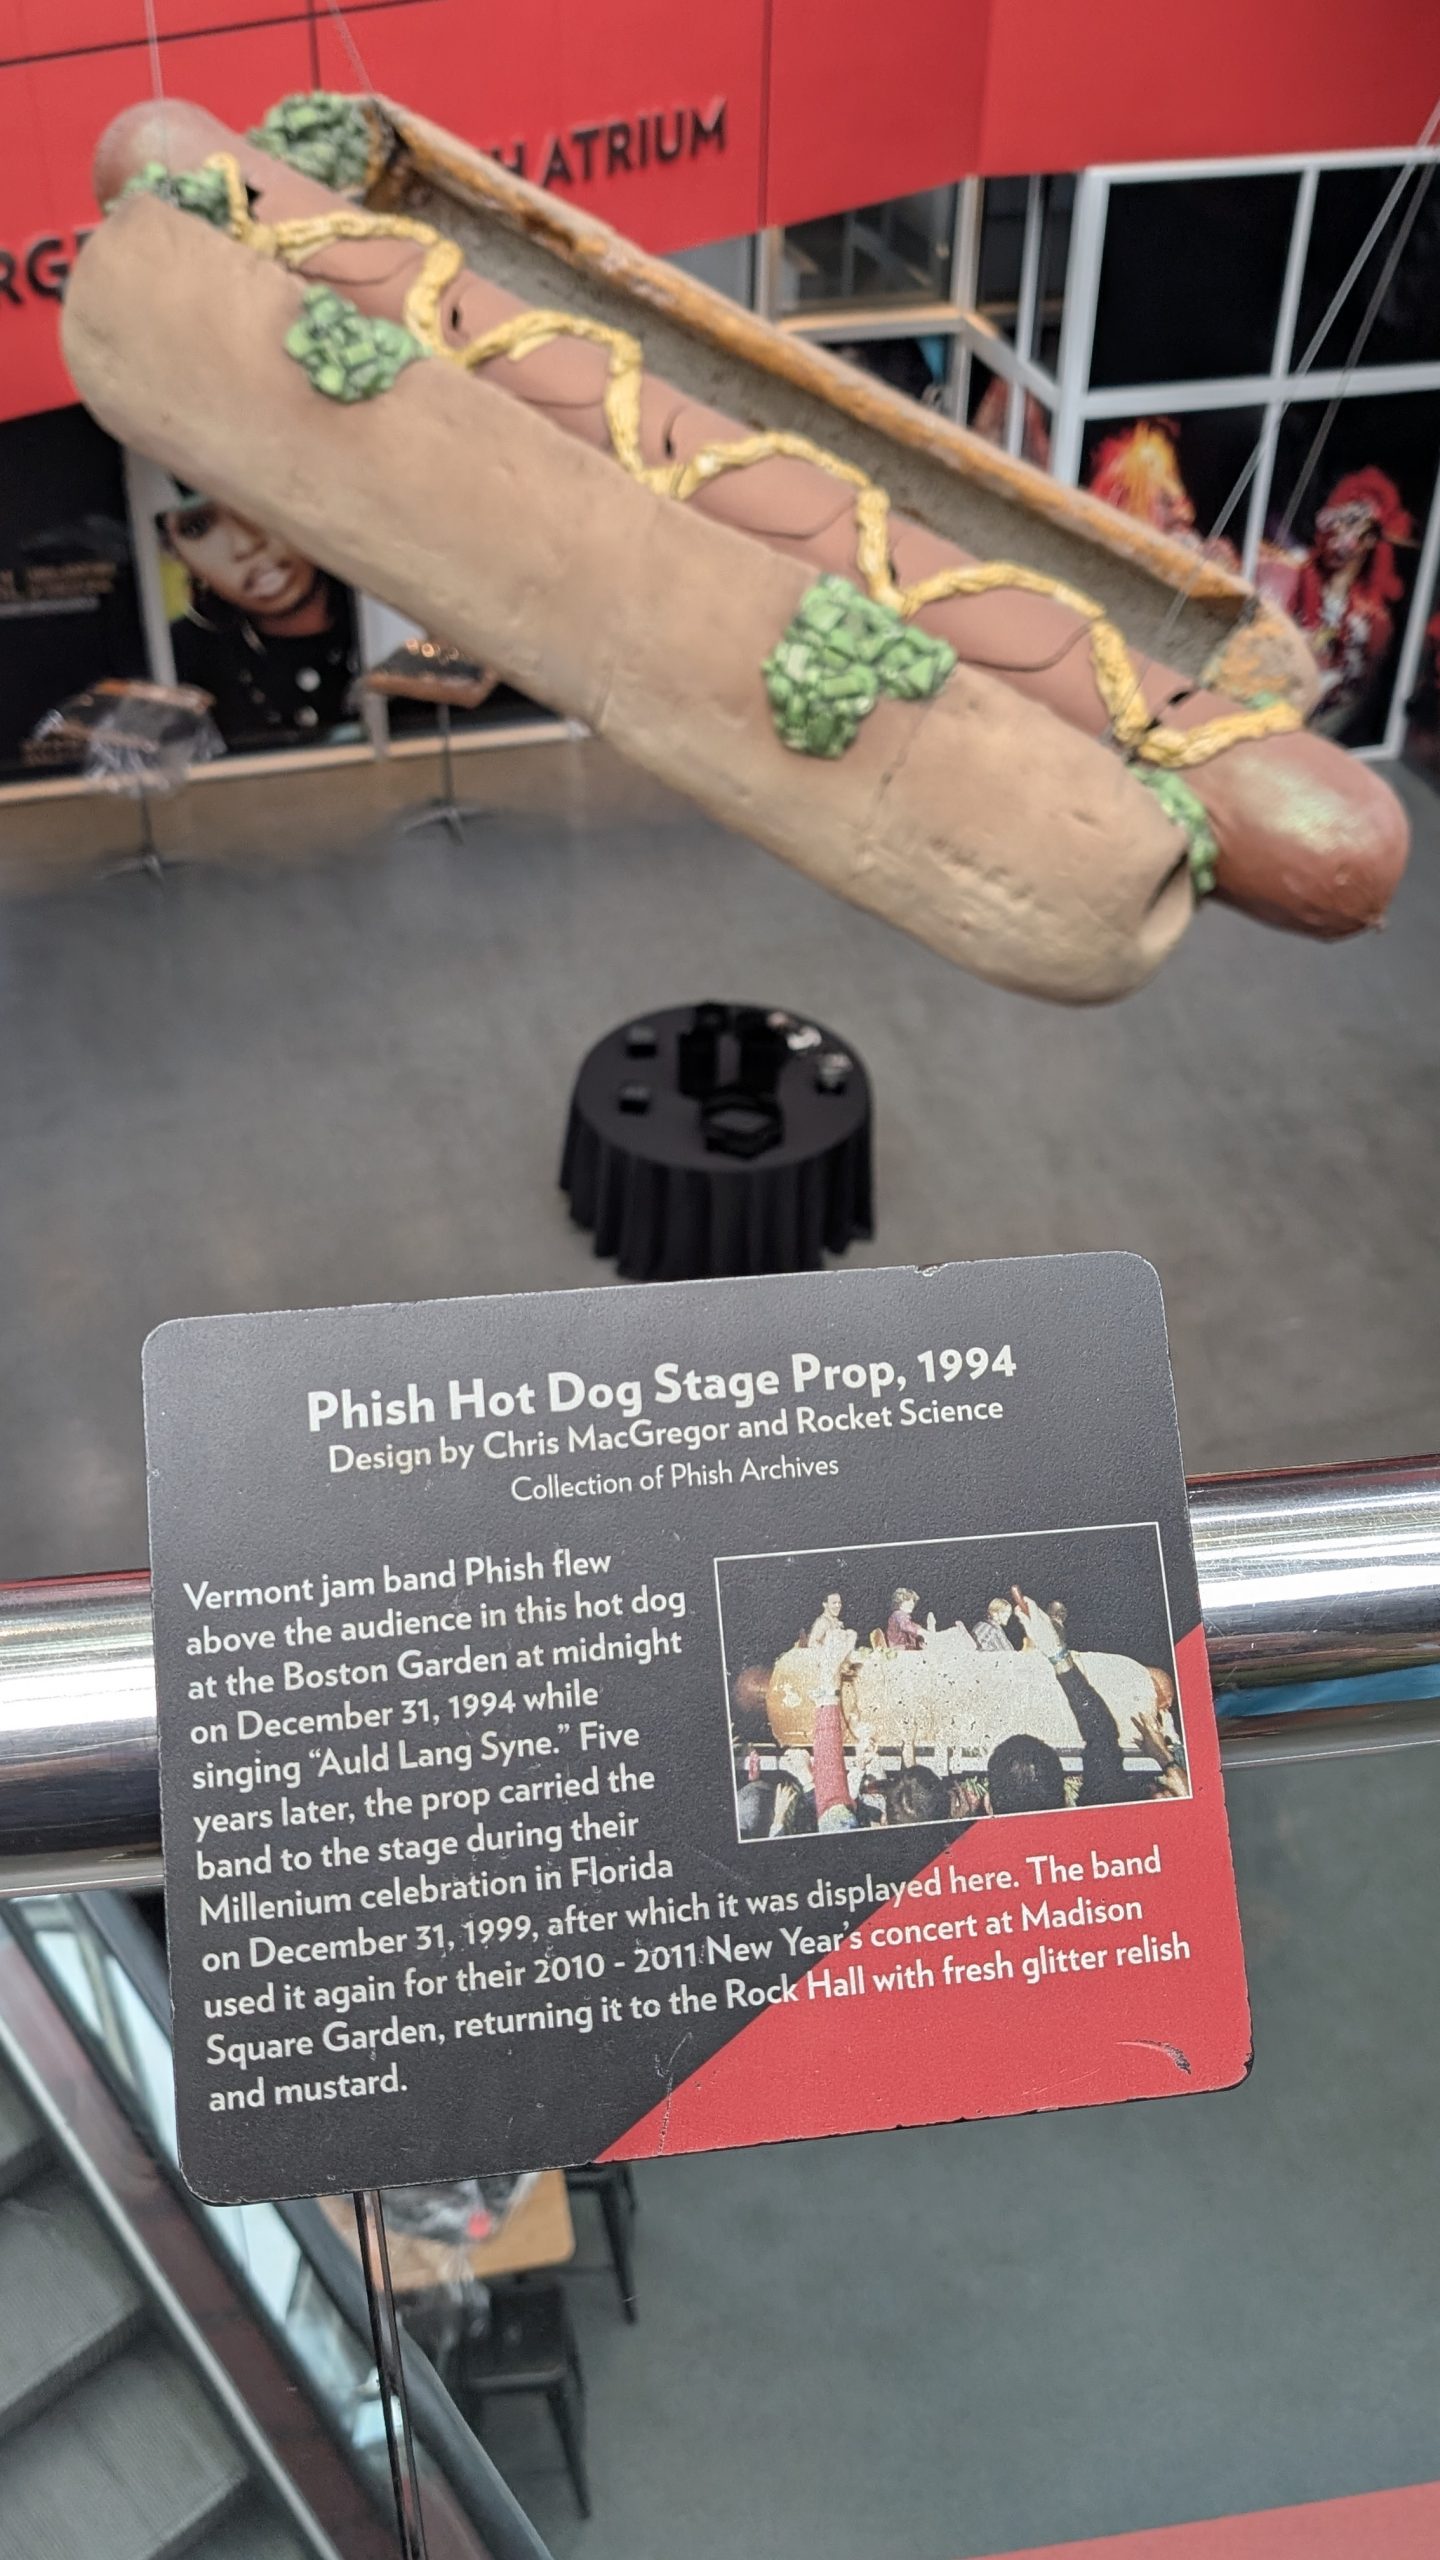 ATRIUM
Phish Hot Dog Stage Prop, 1994
Design by Chris MacGregor and Rocket Science
Collection of Phish Archives
Vermont jam band Phish flew
above the audience in this hot dog
at the Boston Garden at midnight
on December 31, 1994 while
singing “Auld Lang Syne.” Five
years later, the prop carried the
band to the stage during their
Millenium celebration in Florida
on December 31, 1999, after which it was displayed here. The band
used it again for their 2010 - 2011 New Year’s concert at Madison
Square Garden, returning it to the Rock Hall with fresh glitter relish
and mustard.